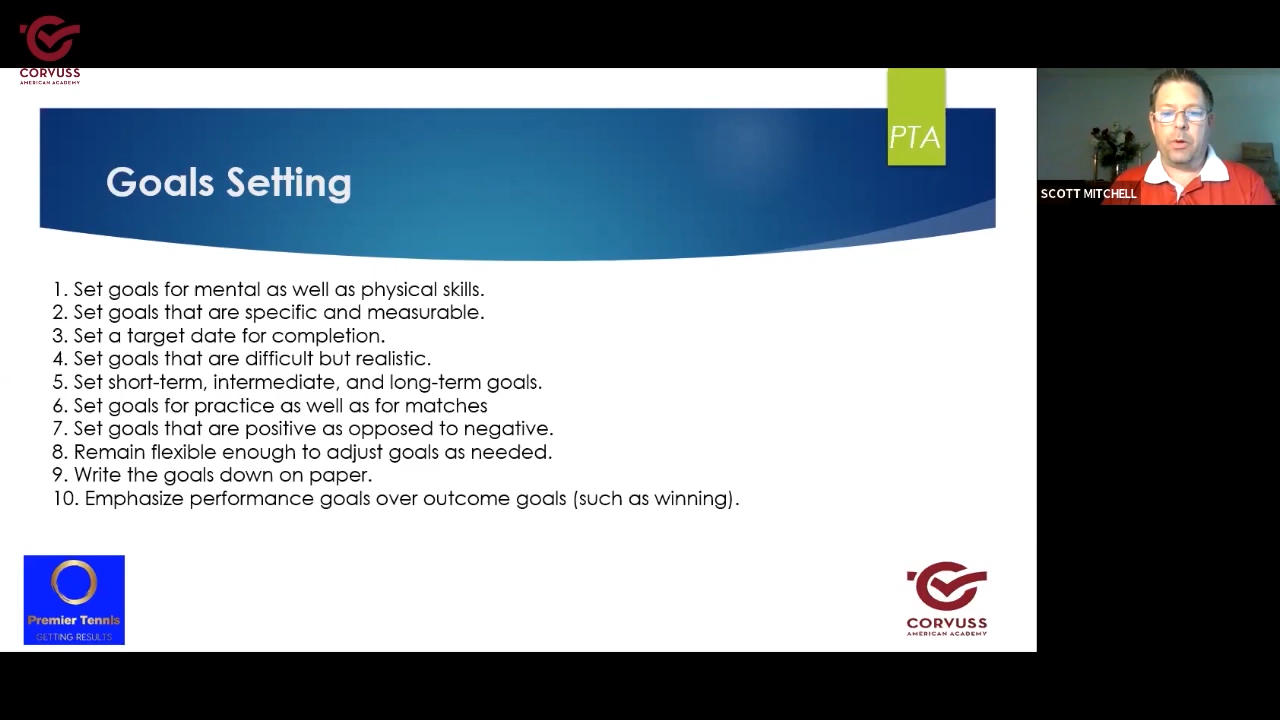 CORVUSS
AMERICAN ACADEMY
PTA
Goals Setting
SCOTT MITCHELL
1. Set goals for mental as well as physical skills.
2. Set goals that are specific and measurable.
3. Set a target date for completion.
4. Set goals that are difficult but realistic.
5. Set short-term, intermediate, and long-term goals.
6. Set goals for practice as well as for matches
7. Set goals that are positive as opposed to negative.
8. Remain flexible enough to adjust goals as needed.
9. Write the goals down on paper.
10. Emphasize performance goals over outcome goals (such as winning).
Premier Tennis
GETTING RESULTS
CORVUSS
AMERICAN ACADEMY